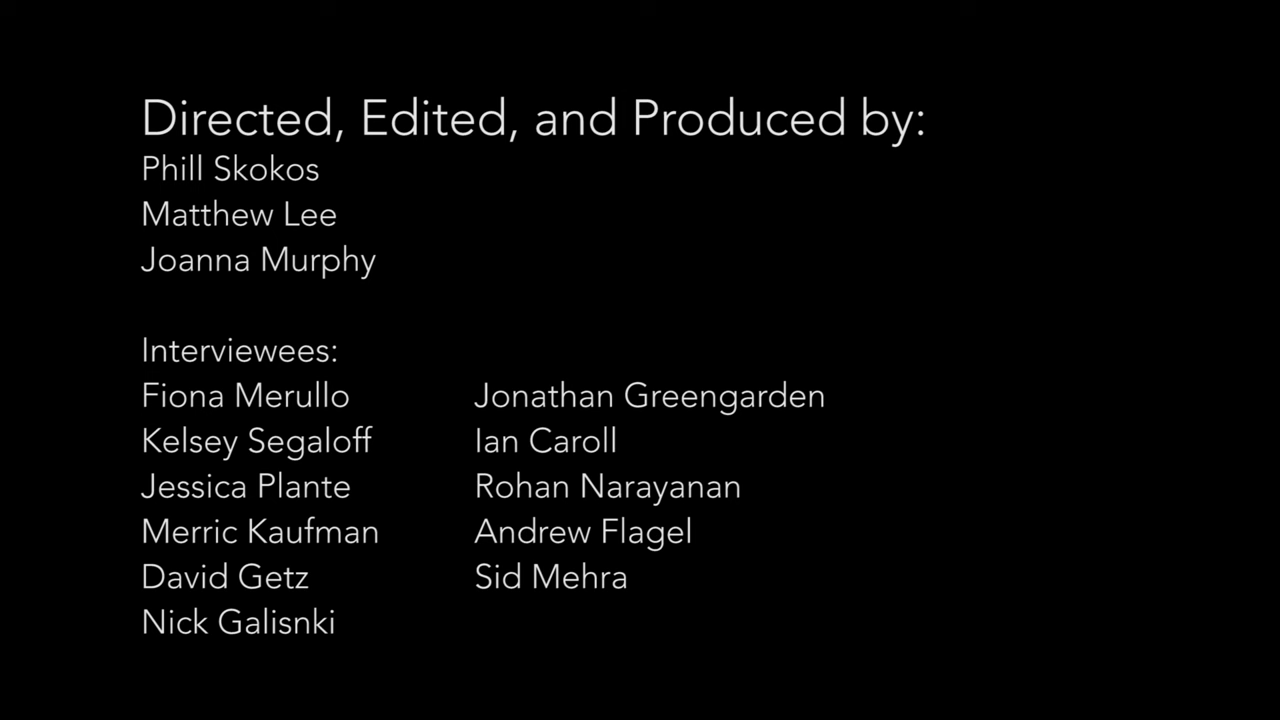 Directed, Edited, and Produced by:
Phill Skokos
Matthew Lee
Joanna Murphy
Interviewees:
Fiona Merullo
Kelsey Segaloff
Jessica Plante
Merric Kaufman
David Getz
Nick Galisnki
Jonathan Greengarden
Ian Caroll
Rohan Narayanan
Andrew Flagel
Sid Mehra